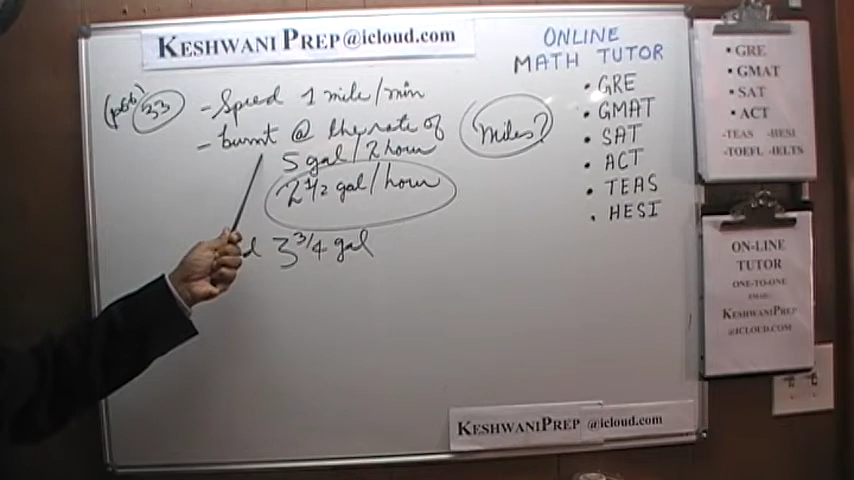 KESHWANI PREP@icloud.com
(p66) 33
- Speed 1 mile/min
- burnt @ the rate of
5 gal/2 hour
2 1/2 gal/hour
3 3/4 gal
Miles?
ONLINE
MATH TUTOR
• GRE
• GMAT
• SAT
• ACT
• TEAS
• HESI
KESHWANIPREP @icloud.com
• GRE
• GMAT
• SAT
• ACT
-TEAS -HESI
-TOEFL -IELTS
ON-LINE
TUTOR
ONE-TO-ONE
EMAIL:
KESHWANIPREP
@ICLOUD.COM